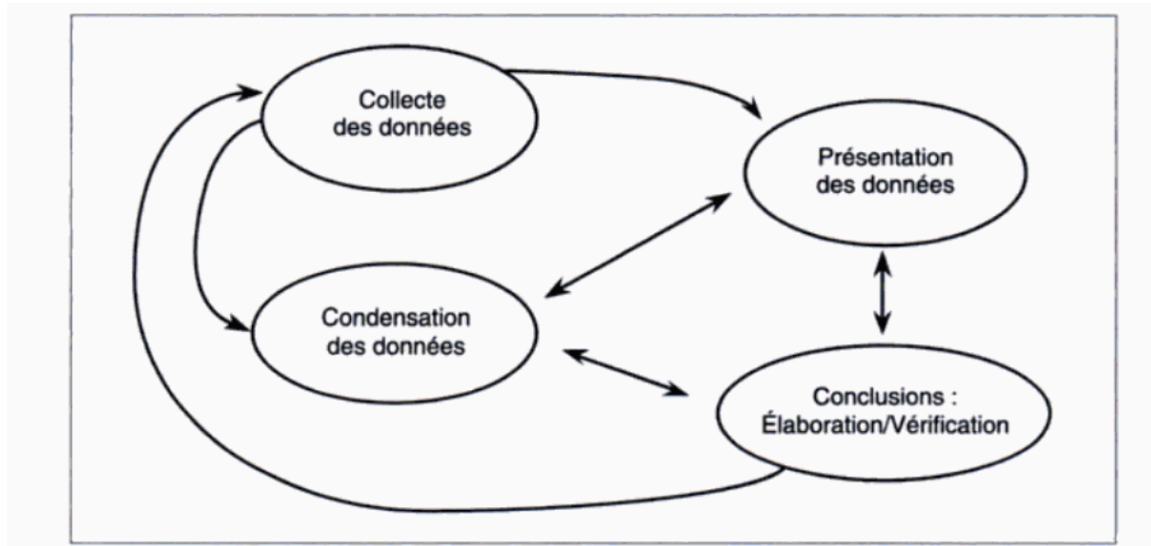 Collecte
des données
Présentation
des données
Condensation
des données
Conclusions :
Élaboration/Vérification